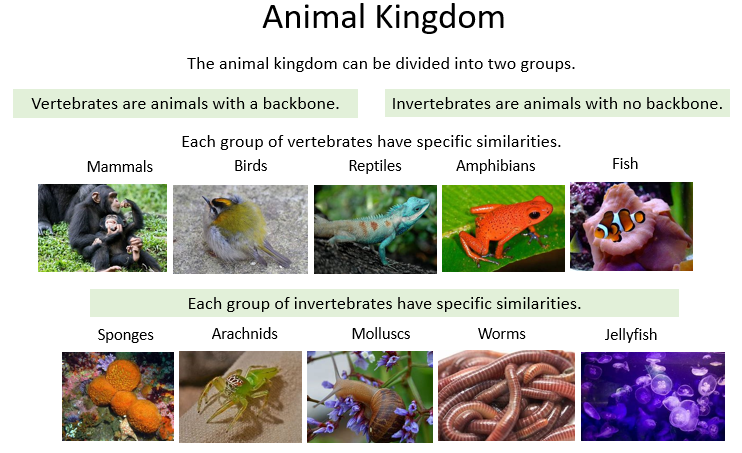 Animal Kingdom
The animal kingdom can be divided into two groups.
Vertebrates are animals with a backbone.
Invertebrates are animals with no backbone.
Each group of vertebrates have specific similarities.
Mammals
Birds
Reptiles
Amphibians
Fish
Each group of invertebrates have specific similarities.
Sponges
Arachnids
Molluscs
Worms
Jellyfish